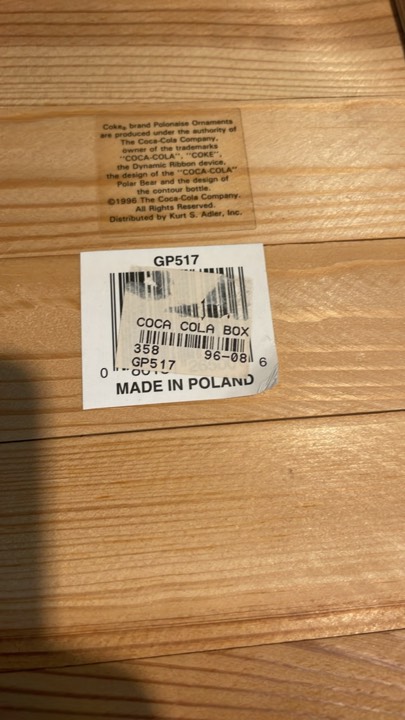 Coke® brand Polonaise Ornaments
are produced under the authority of
The Coca-Cola Company,
owner of the trademarks
"COCA-COLA", "COKE",
the Dynamic Ribbon device,
the design of the "COCA-COLA"
Polar Bear and the design of
the contour bottle.
©1996 The Coca-Cola Company.
All Rights Reserved.
Distributed by Kurt S. Adler, Inc.
GP517
COCA COLA BOX
358 96-08
GP517
0 6
MADE IN POLAND